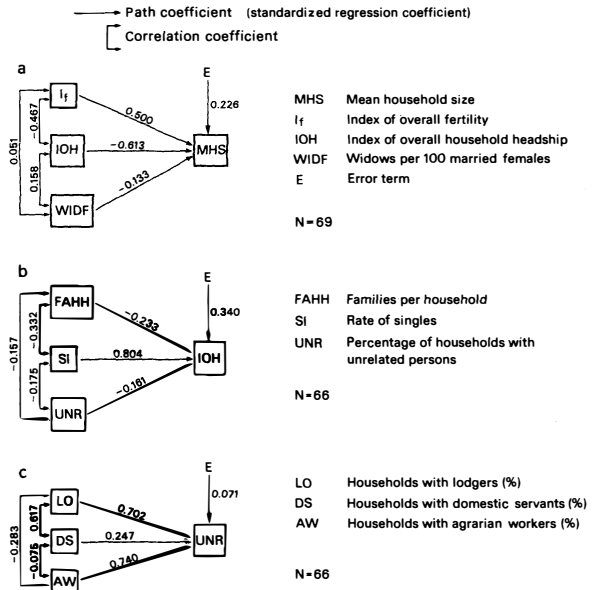 Path coefficient (standardized regression coefficient)
Correlation coefficient
a
If
IOH
WIDF
MHS
E
0.226
0.500
−0.613
−0.133
−0.467
0.158
0.051
MHS Mean household size
If Index of overall fertility
IOH Index of overall household headship
WIDF Widows per 100 married females
E Error term
N=69
b
FAHH
SI
UNR
IOH
E
0.340
−0.233
0.804
−0.161
−0.332
−0.175
−0.157
FAHH Families per household
SI Rate of singles
UNR Percentage of households with
unrelated persons
N=66
c
LO
DS
AW
UNR
E
0.071
0.702
0.247
0.740
0.617
−0.075
−0.283
LO Households with lodgers (%)
DS Households with domestic servants (%)
AW Households with agrarian workers (%)
N=66